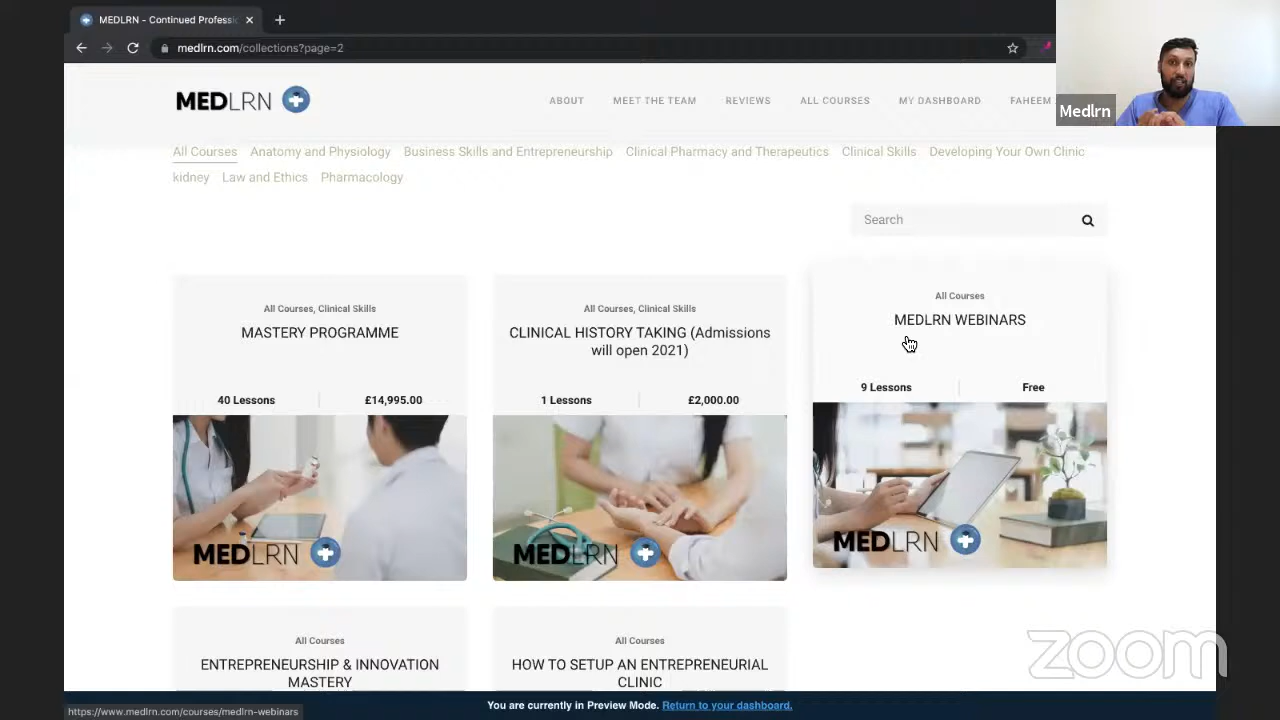 MEDLRN - Continued Professi
medlrn.com/collections?page=2
MEDLRN
ABOUT
MEET THE TEAM
REVIEWS
ALL COURSES
MY DASHBOARD
FAHEEM
Medlrn
All Courses Anatomy and Physiology Business Skills and Entrepreneurship Clinical Pharmacy and Therapeutics Clinical Skills Developing Your Own Clinic
kidney Law and Ethics Pharmacology
Search
All Courses, Clinical Skills
MASTERY PROGRAMME
40 Lessons £14,995.00
MEDLRN
All Courses, Clinical Skills
CLINICAL HISTORY TAKING (Admissions
will open 2021)
1 Lessons £2,000.00
MEDLRN
All Courses
MEDLRN WEBINARS
9 Lessons Free
MEDLRN
All Courses
ENTREPRENEURSHIP & INNOVATION
MASTERY
All Courses
HOW TO SETUP AN ENTREPRENEURIAL
CLINIC
zoom
You are currently in Preview Mode. Return to your dashboard.
https://www.medlrn.com/courses/medlrn-webinars